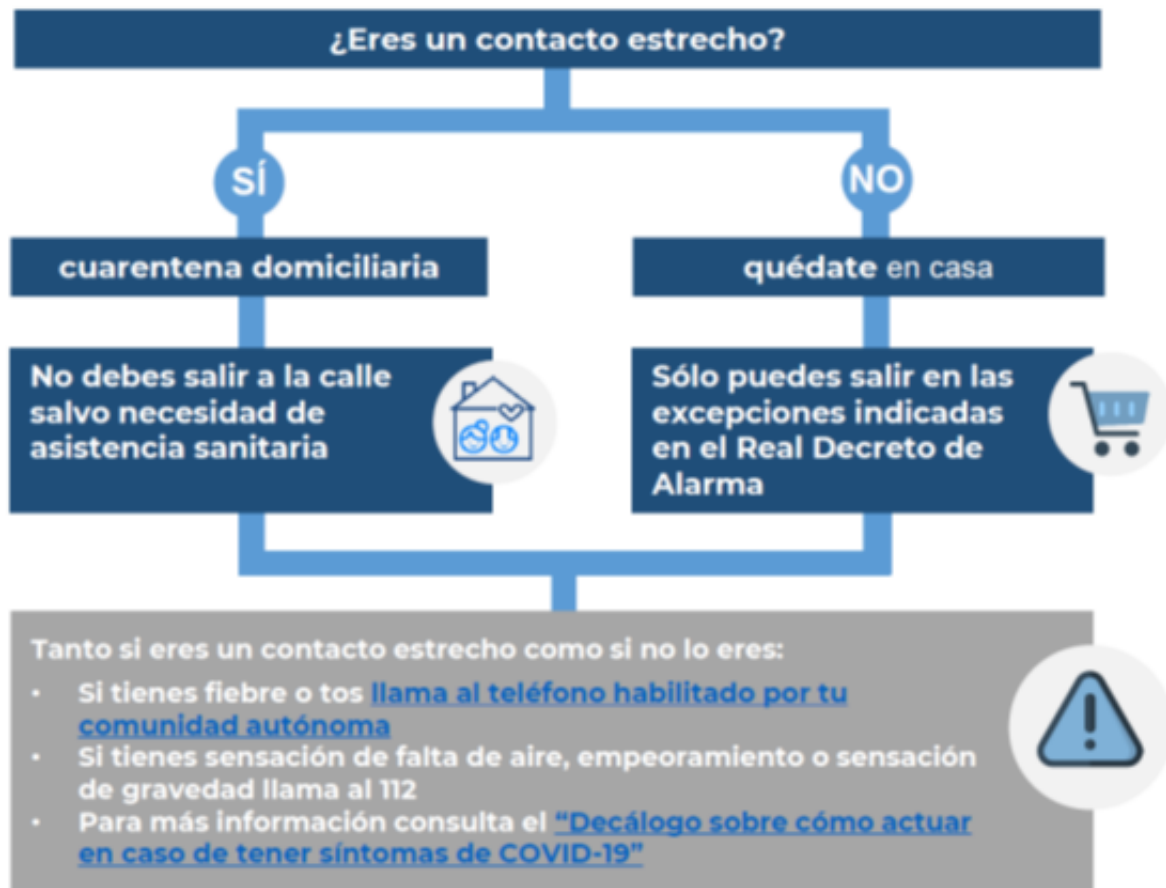 ¿Eres un contacto estrecho?
SÍ
NO
cuarentena domiciliaria
quédate en casa
No debes salir a la calle
salvo necesidad de
asistencia sanitaria
Sólo puedes salir en las
excepciones indicadas
en el Real Decreto de
Alarma
Tanto si eres un contacto estrecho como si no lo eres:
• Si tienes fiebre o tos llama al teléfono habilitado por tu
comunidad autónoma
• Si tienes sensación de falta de aire, empeoramiento o sensación
de gravedad llama al 112
• Para más información consulta el “Decálogo sobre cómo actuar
en caso de tener síntomas de COVID-19”